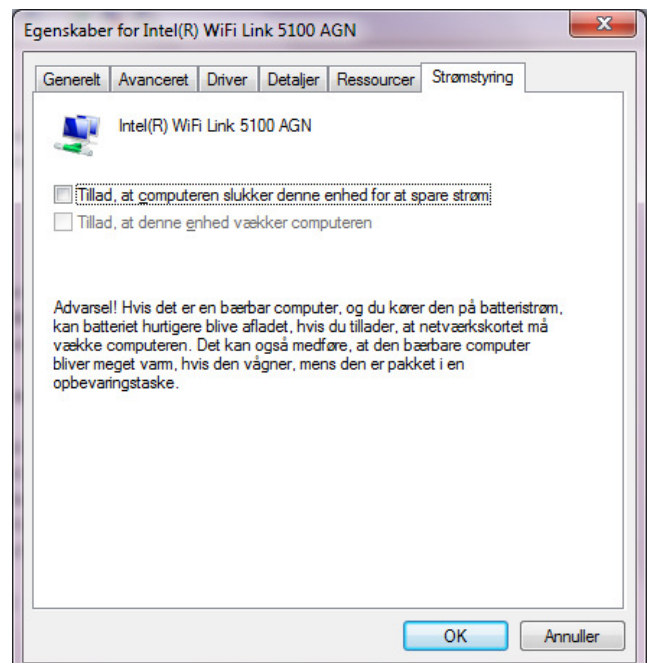 Egenskaber for Intel(R) WiFi Link 5100 AGN
Generelt Avanceret Driver Detaljer Ressourcer Strømstyring
Intel(R) WiFi Link 5100 AGN
Tillad, at computeren slukker denne enhed for at spare strøm
Tillad, at denne enhed vækker computeren
Advarsel! Hvis det er en bærbar computer, og du kører den på batteristrøm,
kan batteriet hurtigere blive afladet, hvis du tillader, at netværkskortet må
vække computeren. Det kan også medføre, at den bærbare computer
bliver meget varm, hvis den vågner, mens den er pakket i en
opbevaringstaske.
OK Annuller